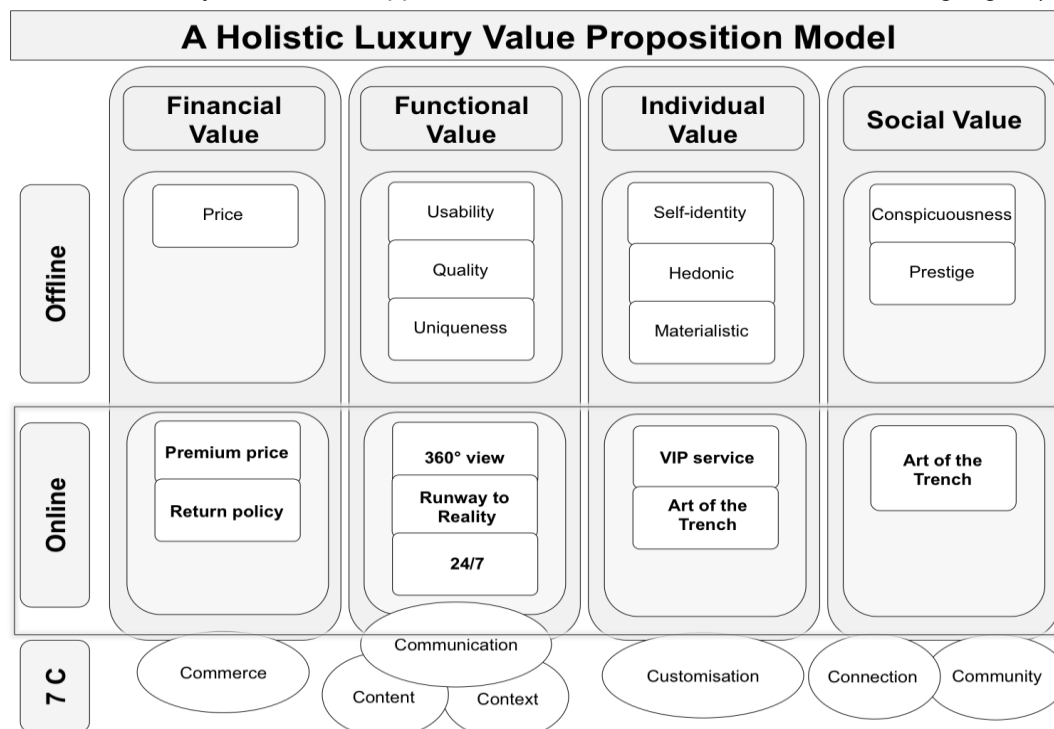 A Holistic Luxury Value Proposition Model
Financial
Value
Functional
Value
Individual
Value
Social Value
Offline
Price
Usability
Quality
Uniqueness
Self-identity
Hedonic
Materialistic
Conspicuousness
Prestige
Online
Premium price
Return policy
360° view
Runway to
Reality
24/7
VIP service
Art of the
Trench
Art of the
Trench
7 C
Commerce
Communication
Content
Context
Customisation
Connection
Community